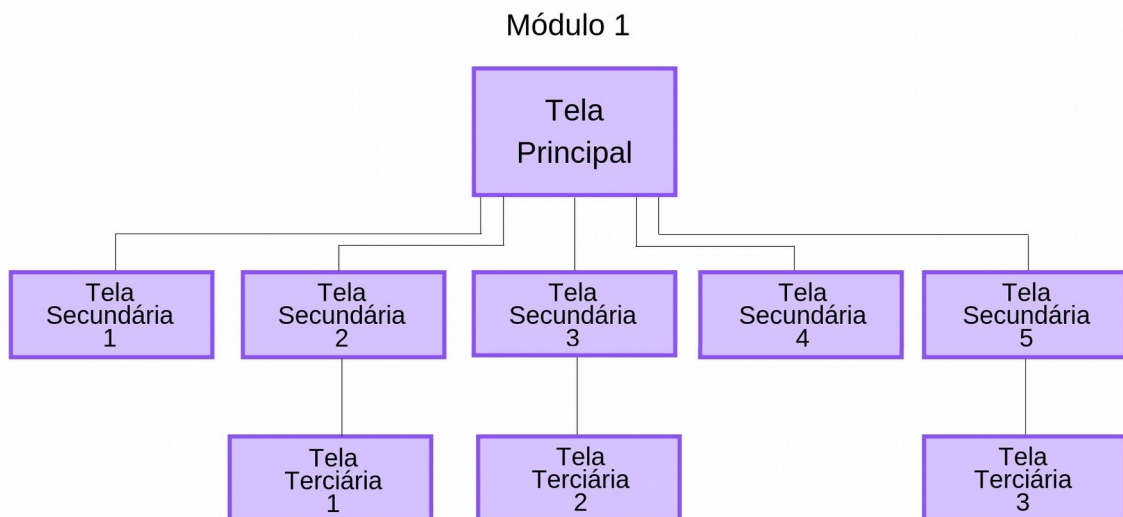 Módulo 1
Tela
Principal
Tela
Secundária
1
Tela
Secundária
2
Tela
Secundária
3
Tela
Secundária
4
Tela
Secundária
5
Tela
Terciária
1
Tela
Terciária
2
Tela
Terciária
3